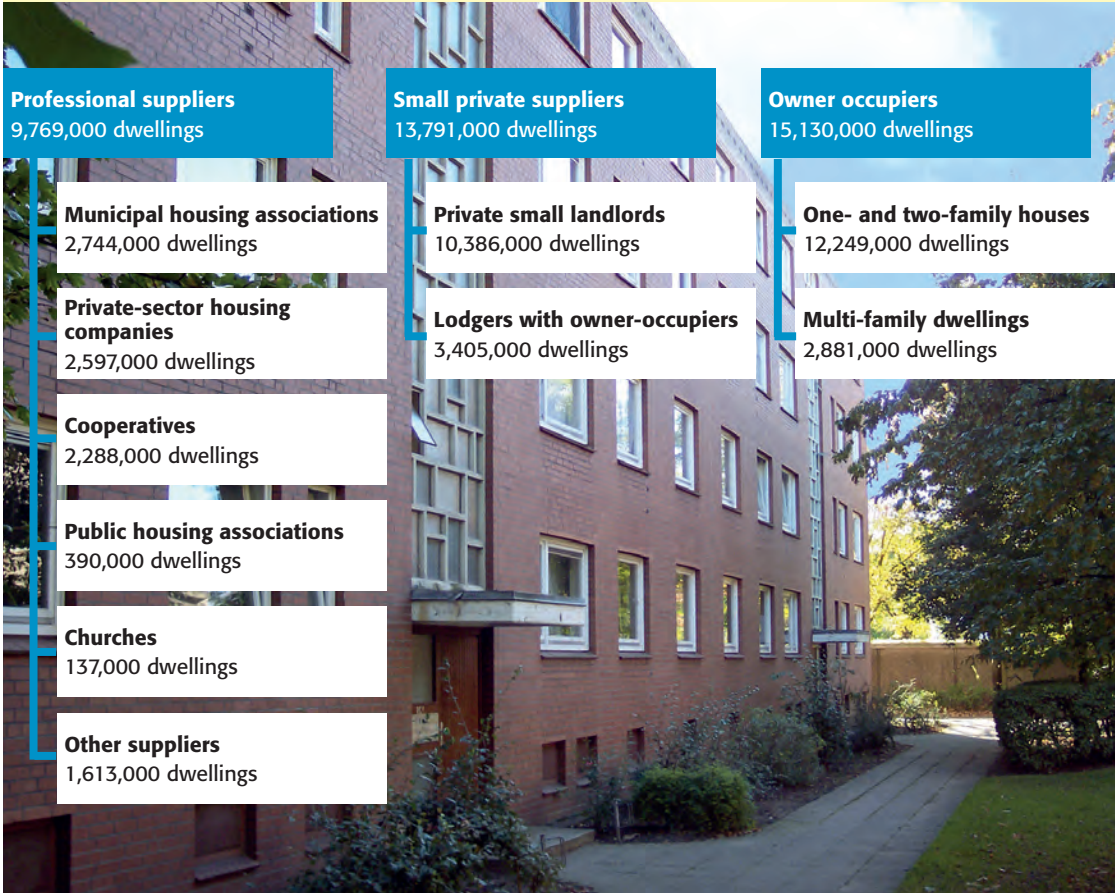 Professional suppliers
9,769,000 dwellings
Municipal housing associations
2,744,000 dwellings
Private-sector housing
companies
2,597,000 dwellings
Cooperatives
2,288,000 dwellings
Public housing associations
390,000 dwellings
Churches
137,000 dwellings
Other suppliers
1,613,000 dwellings
Small private suppliers
13,791,000 dwellings
Private small landlords
10,386,000 dwellings
Lodgers with owner-occupiers
3,405,000 dwellings
Owner occupiers
15,130,000 dwellings
One- and two-family houses
12,249,000 dwellings
Multi-family dwellings
2,881,000 dwellings